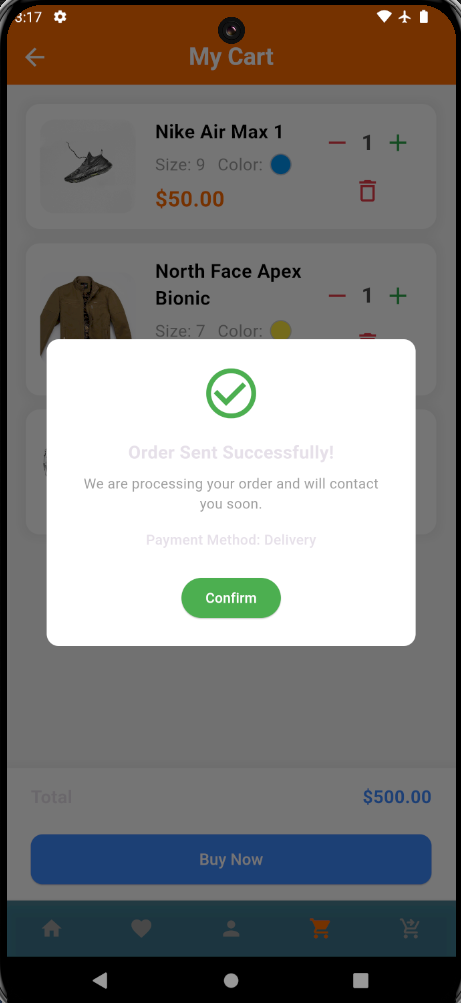 3:17
My Cart
Nike Air Max 1
1
Size: 9 Color:
$50.00
North Face Apex
Bionic
1
Size: 7 Color:
Order Sent Successfully!
We are processing your order and will contact
you soon.
Payment Method: Delivery
Confirm
Total
$500.00
Buy Now